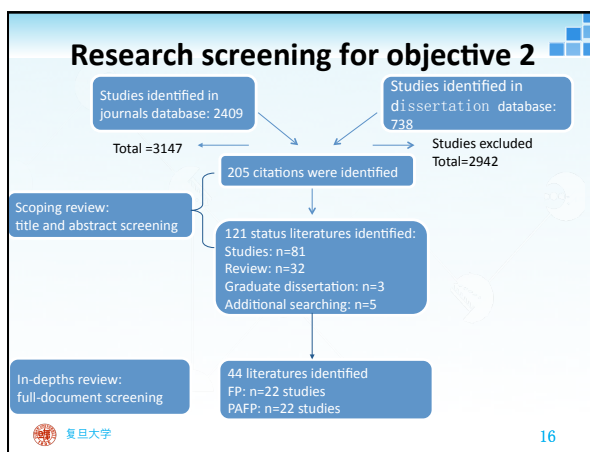 Research screening for objective 2
Studies identified in
journals database: 2409
Studies identified in
dissertation database:
738
Total =3147
Studies excluded
Total=2942
205 citations were identified
Scoping review:
title and abstract screening
121 status literatures identified:
Studies: n=81
Review: n=32
Graduate dissertation: n=3
Additional searching: n=5
In-depths review:
full-document screening
44 literatures identified
FP: n=22 studies
PAFP: n=22 studies
复旦大学
16